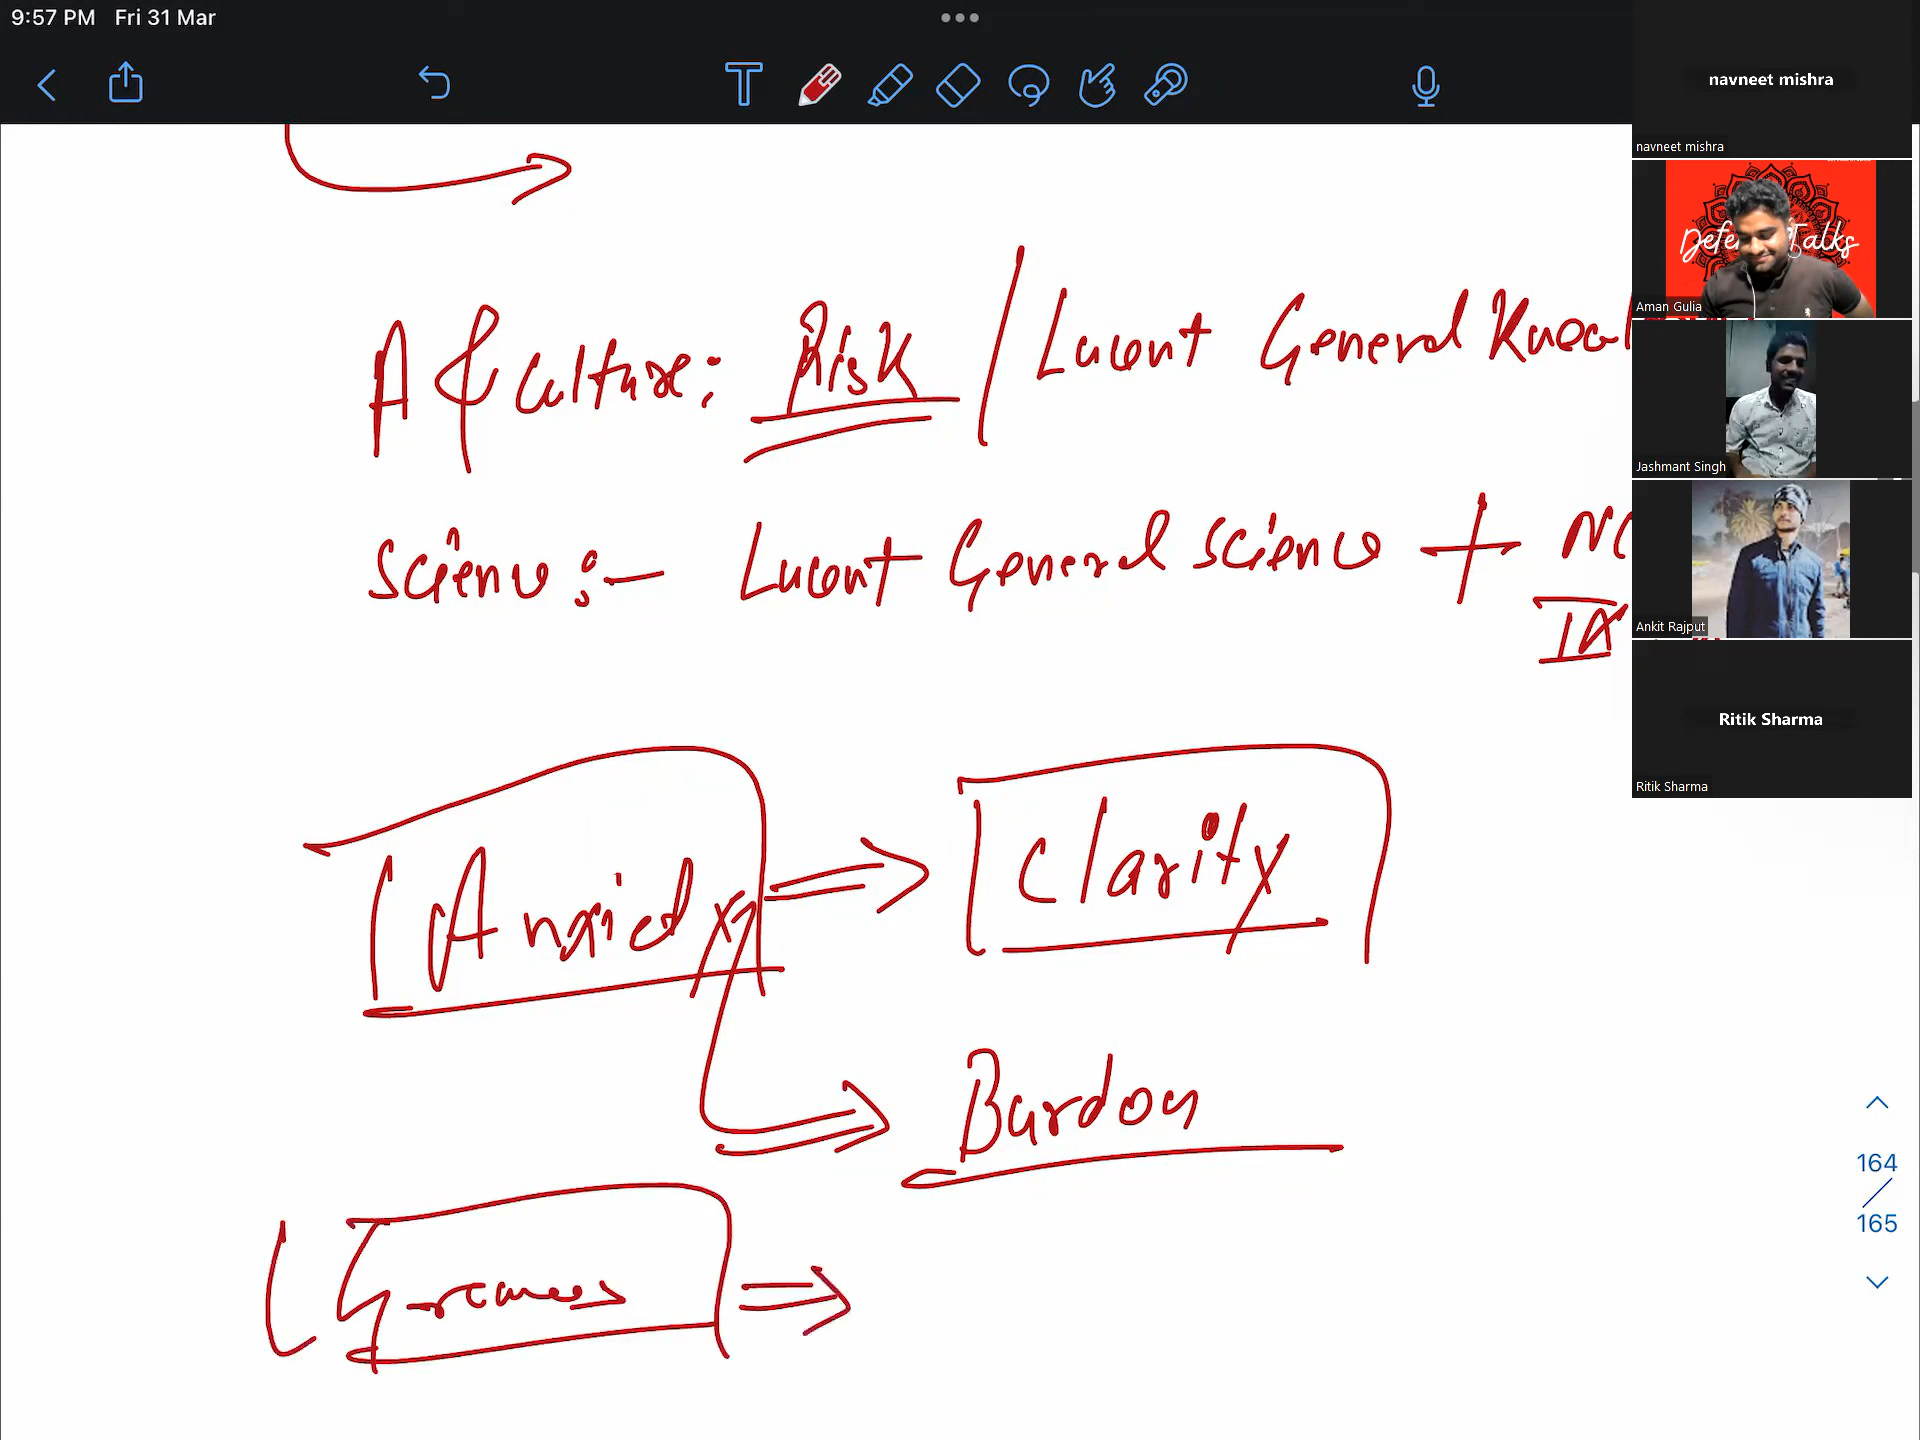 9:57 PM Fri 31 Mar
navneet mishra
navneet mishra
Aman Gulia
Jashmant Singh
Ankit Rajput
Ritik Sharma
Ritik Sharma
A & Culture: Risk / Lucent General
Science :- Lucent General Science + NC
IX
Anxiety ⇒ Clarity
⇒ Burden
⇒
164
/
165